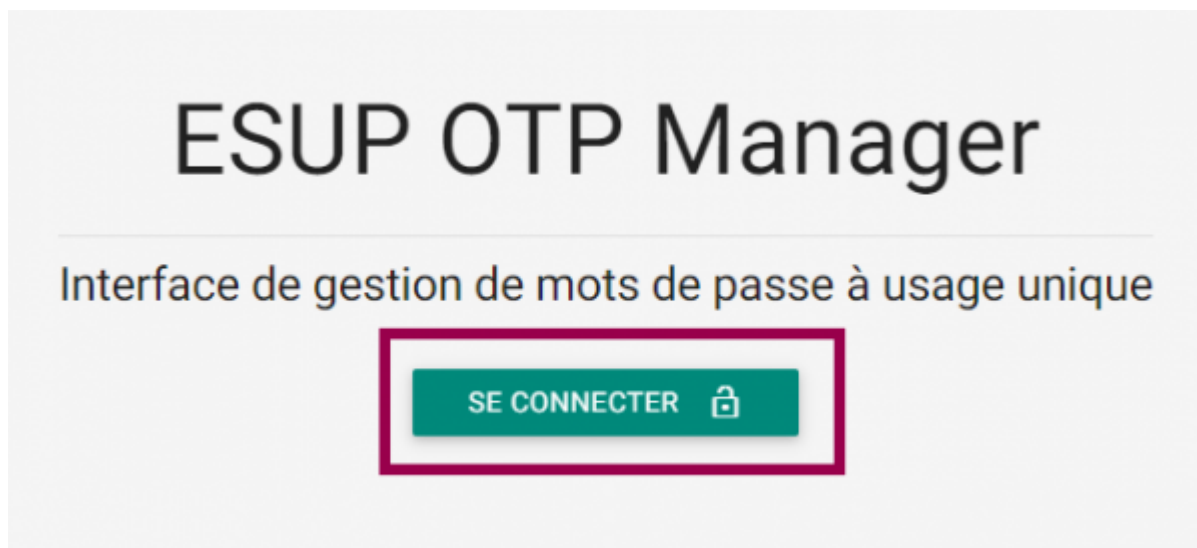 ESUP OTP Manager
Interface de gestion de mots de passe à usage unique
SE CONNECTER